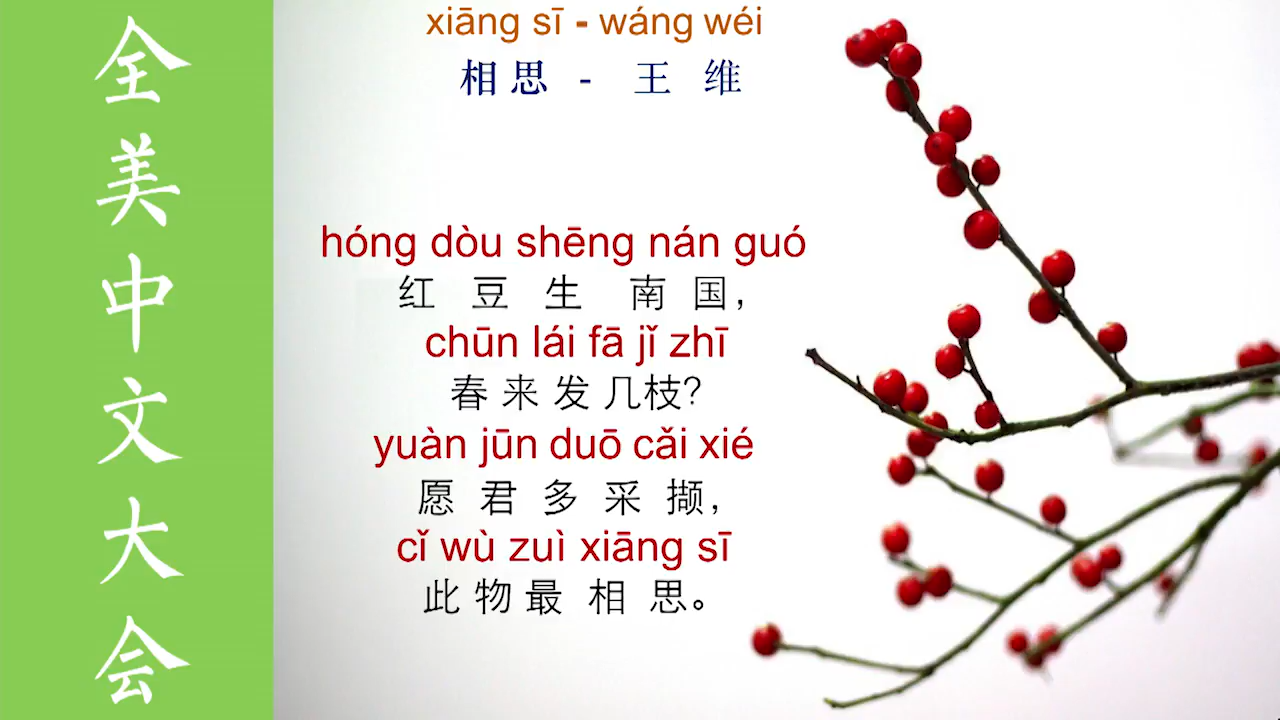 全美中文大会
xiāng sī - wáng wéi
相思 - 王 维
hóng dòu shēng nán guó
红 豆 生 南 国，
chūn lái fā jǐ zhī
春 来 发 几枝？
yuàn jūn duō cǎi xié
愿 君 多 采 撷，
cǐ wù zuì xiāng sī
此 物 最 相 思。